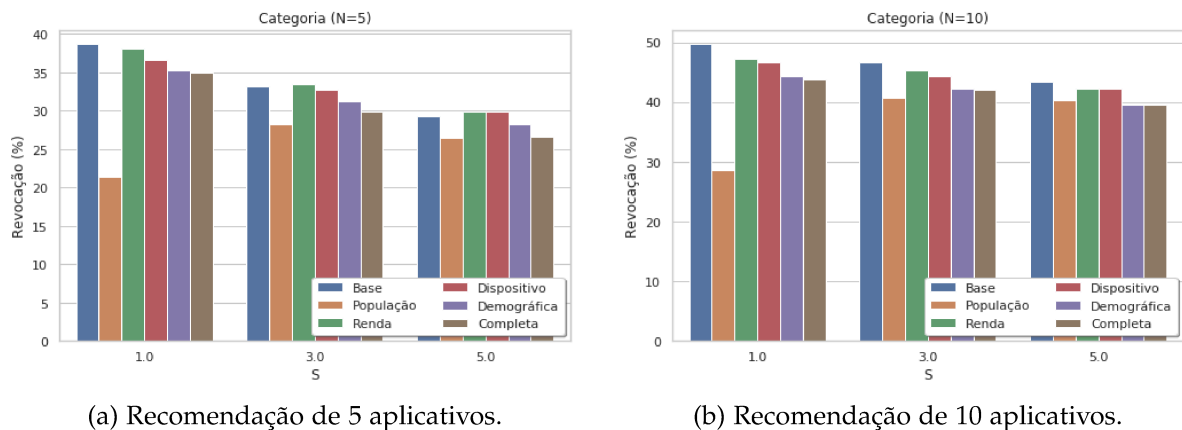 Categoria (N=5)
Revocação (%)
40
35
30
25
20
15
10
5
0
1.0
3.0
5.0
S
Base
População
Renda
Dispositivo
Demográfica
Completa
(a) Recomendação de 5 aplicativos.
Categoria (N=10)
Revocação (%)
50
40
30
20
10
0
1.0
3.0
5.0
S
Base
População
Renda
Dispositivo
Demográfica
Completa
(b) Recomendação de 10 aplicativos.